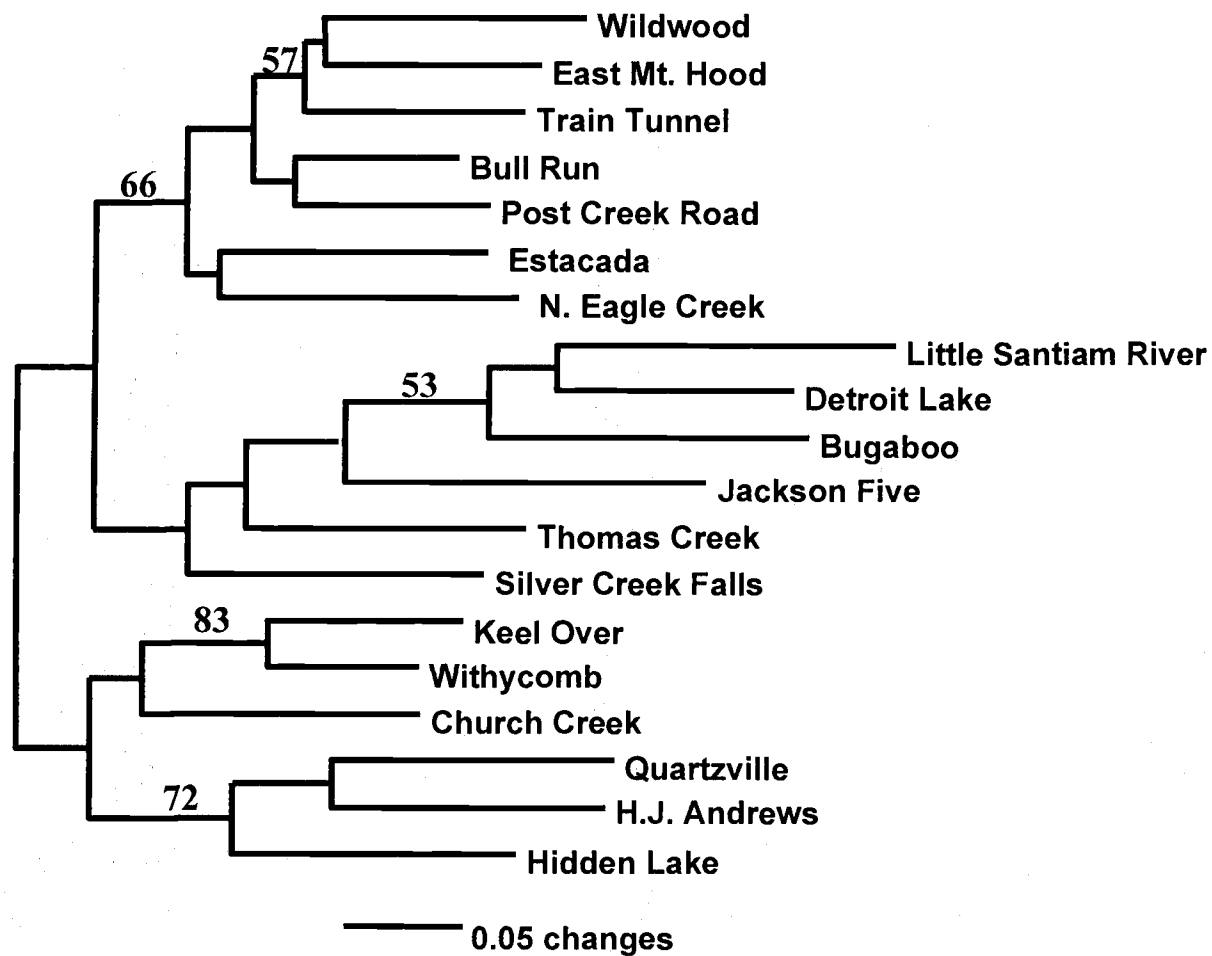 Wildwood
57
East Mt. Hood
Train Tunnel
Bull Run
66
Post Creek Road
Estacada
N. Eagle Creek
Little Santiam River
53
Detroit Lake
Bugaboo
Jackson Five
Thomas Creek
Silver Creek Falls
83
Keel Over
Withycomb
Church Creek
Quartzville
72
H.J. Andrews
Hidden Lake
0.05 changes